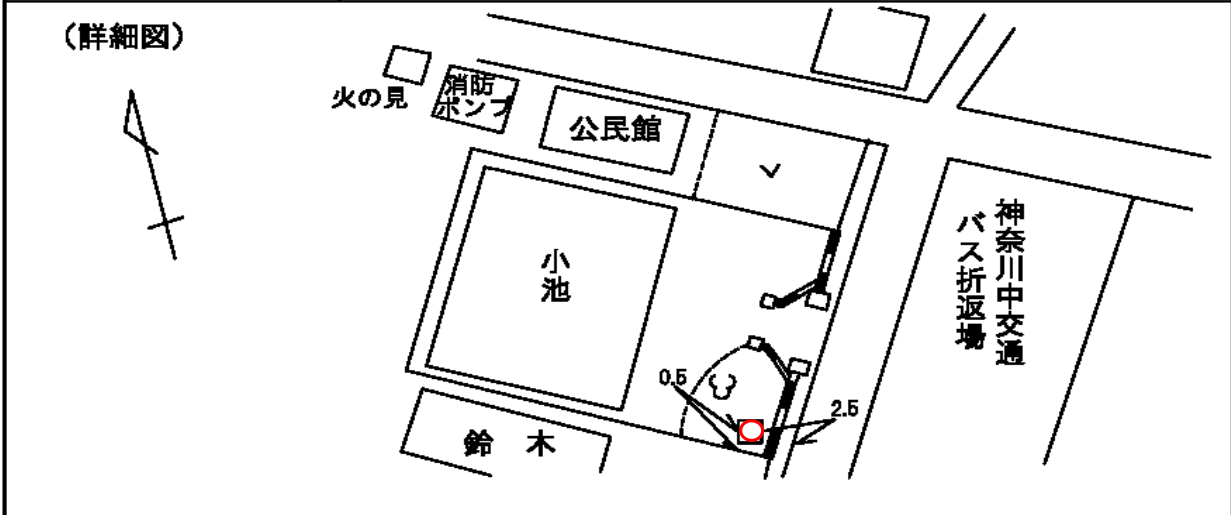 （詳細図）
火の見
消防
ポンプ
公民館
小池
神奈川中交通
バス折返場
0.5
2.5
鈴 木